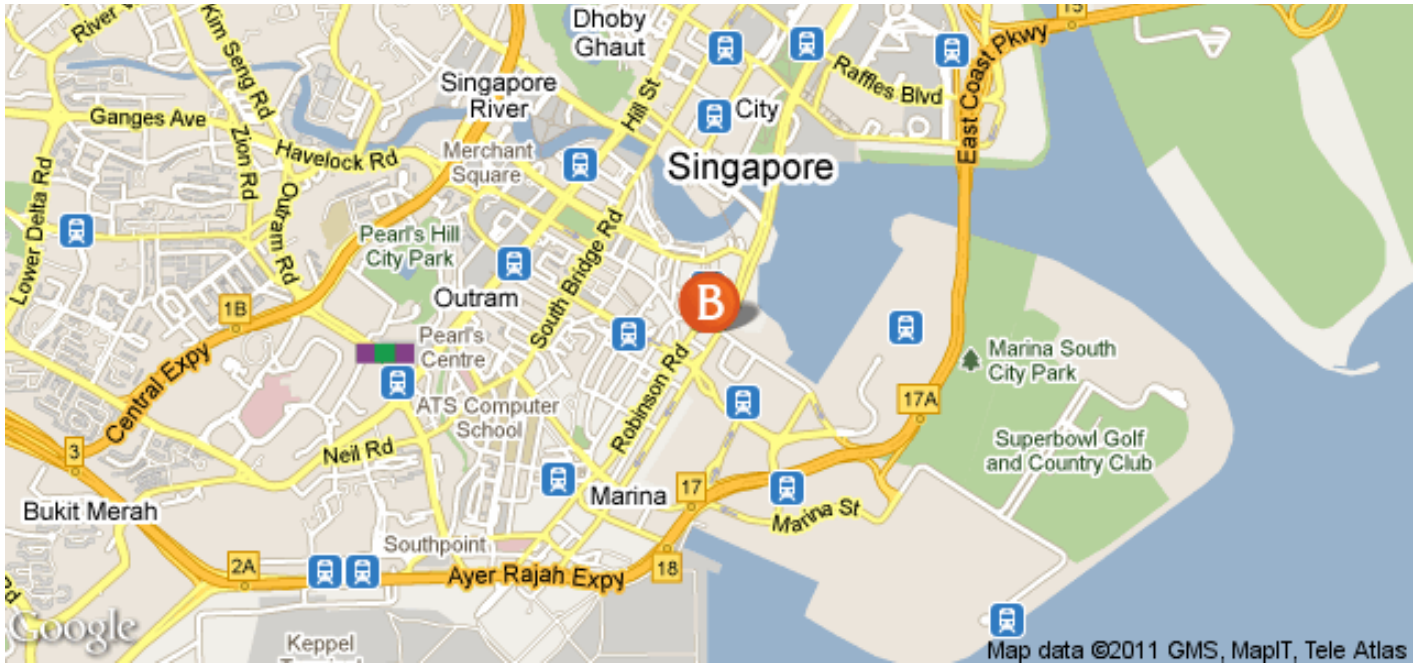 15
River V
Kim Seng Rd
Dhoby
Ghaut
Raffles Blvd
East Coast Pkwy
Singapore
River
City
Hill St
Ganges Ave
Zion Rd
Havelock Rd
Merchant
Square
Singapore
Lower Delta Rd
Outram Rd
Pearl's Hill
City Park
South Bridge Rd
Outram
B
1B
Pearl's
Centre
Marina South
City Park
Central Expy
Robinson Rd
17A
ATS Computer
School
Superbowl Golf
and Country Club
3
Neil Rd
17
Marina
Marina St
Bukit Merah
Southpoint
2A
Ayer Rajah Expy
18
Rd
Google
Keppel
Map data ©2011 GMS, MapIT, Tele Atlas